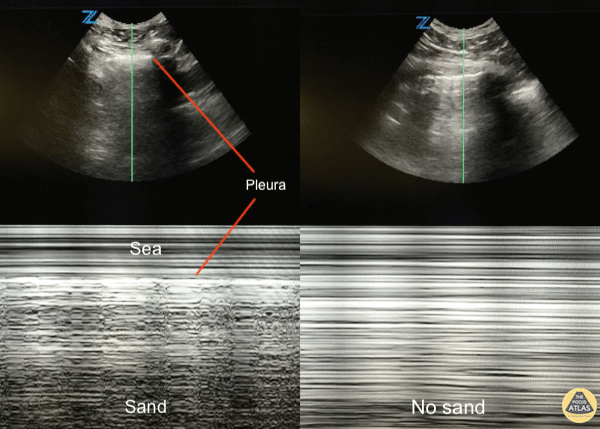 Z
Z
Pleura
Sea
Sand
No sand
THE
POCUS
ATLAS